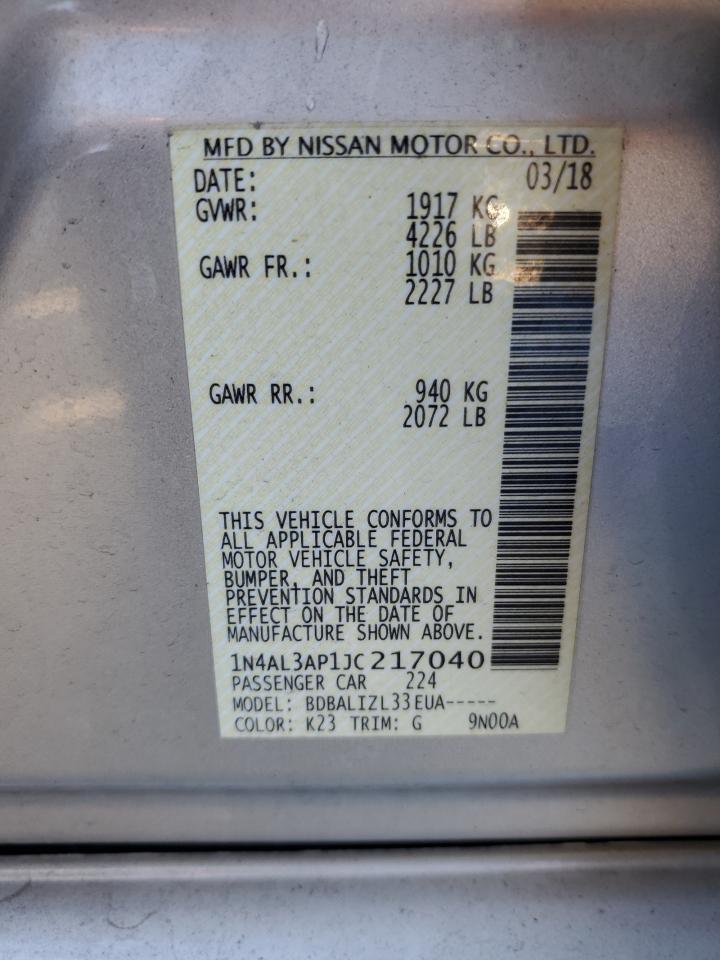 MFD BY NISSAN MOTOR CO., LTD.
DATE: 03/18
GVWR: 1917 KG
4226 LB
GAWR FR.: 1010 KG
2227 LB
GAWR RR.: 940 KG
2072 LB
THIS VEHICLE CONFORMS TO
ALL APPLICABLE FEDERAL
MOTOR VEHICLE SAFETY,
BUMPER, AND THEFT
PREVENTION STANDARDS IN
EFFECT ON THE DATE OF
MANUFACTURE SHOWN ABOVE.
1N4AL3AP1JC217040
PASSENGER CAR 224
MODEL: BDBALIZL33EUA-----
COLOR: K23 TRIM: G 9N00A